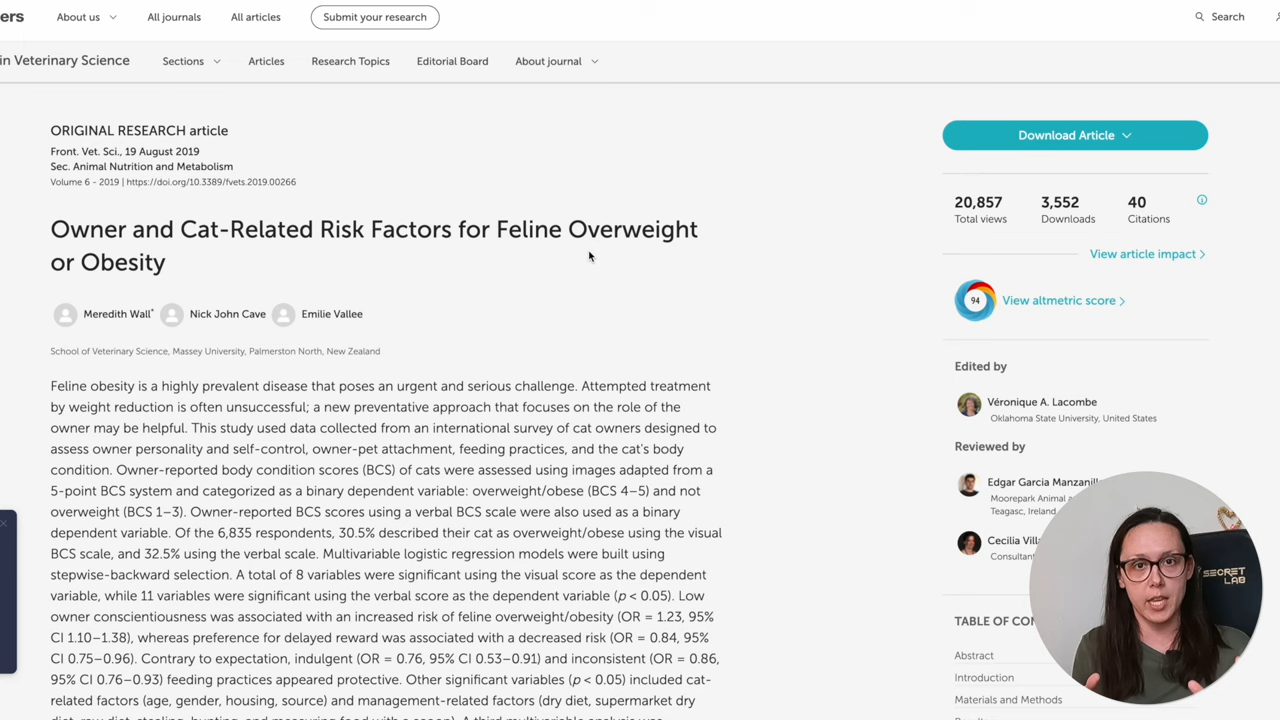 ers
About us
All journals
All articles
Submit your research
Search
in Veterinary Science
Sections
Articles
Research Topics
Editorial Board
About journal
ORIGINAL RESEARCH article
Front. Vet. Sci., 19 August 2019
Sec. Animal Nutrition and Metabolism
Volume 6 - 2019 | https://doi.org/10.3389/fvets.2019.00266
Owner and Cat-Related Risk Factors for Feline Overweight
or Obesity
Meredith Wall*
Nick John Cave
Emilie Vallee
School of Veterinary Science, Massey University, Palmerston North, New Zealand
Feline obesity is a highly prevalent disease that poses an urgent and serious challenge. Attempted treatment
by weight reduction is often unsuccessful; a new preventative approach that focuses on the role of the
owner may be helpful. This study used data collected from an international survey of cat owners designed to
assess owner personality and self-control, owner-pet attachment, feeding practices, and the cat's body
condition. Owner-reported body condition scores (BCS) of cats were assessed using images adapted from a
5-point BCS system and categorized as a binary dependent variable: overweight/obese (BCS 4–5) and not
overweight (BCS 1–3). Owner-reported BCS scores using a verbal BCS scale were also used as a binary
dependent variable. Of the 6,835 respondents, 30.5% described their cat as overweight/obese using the visual
BCS scale, and 32.5% using the verbal scale. Multivariable logistic regression models were built using
stepwise-backward selection. A total of 8 variables were significant using the visual score as the dependent
variable, while 11 variables were significant using the verbal score as the dependent variable (p < 0.05). Low
owner conscientiousness was associated with an increased risk of feline overweight/obesity (OR = 1.23, 95%
CI 1.10–1.38), whereas preference for delayed reward was associated with a decreased risk (OR = 0.84, 95%
CI 0.75–0.96). Contrary to expectation, indulgent (OR = 0.76, 95% CI 0.53–0.91) and inconsistent (OR = 0.86,
95% CI 0.76–0.93) feeding practices appeared protective. Other significant variables (p < 0.05) included cat-
related factors (age, gender, housing, source) and management-related factors (dry diet, supermarket dry
diet, raw diet, stealing, hunting, and measuring food with a scoop). A third multivariable analysis was
Download Article
20,857
Total views
3,552
Downloads
40
Citations
View article impact
94
View altmetric score
Edited by
Véronique A. Lacombe
Oklahoma State University, United States
Reviewed by
Edgar Garcia Manzanill
Moorepark Animal a
Teagasc, Ireland
Cecilia Villa
Consultant
TABLE OF CON
Abstract
Introduction
Materials and Methods
SECRET
LAB